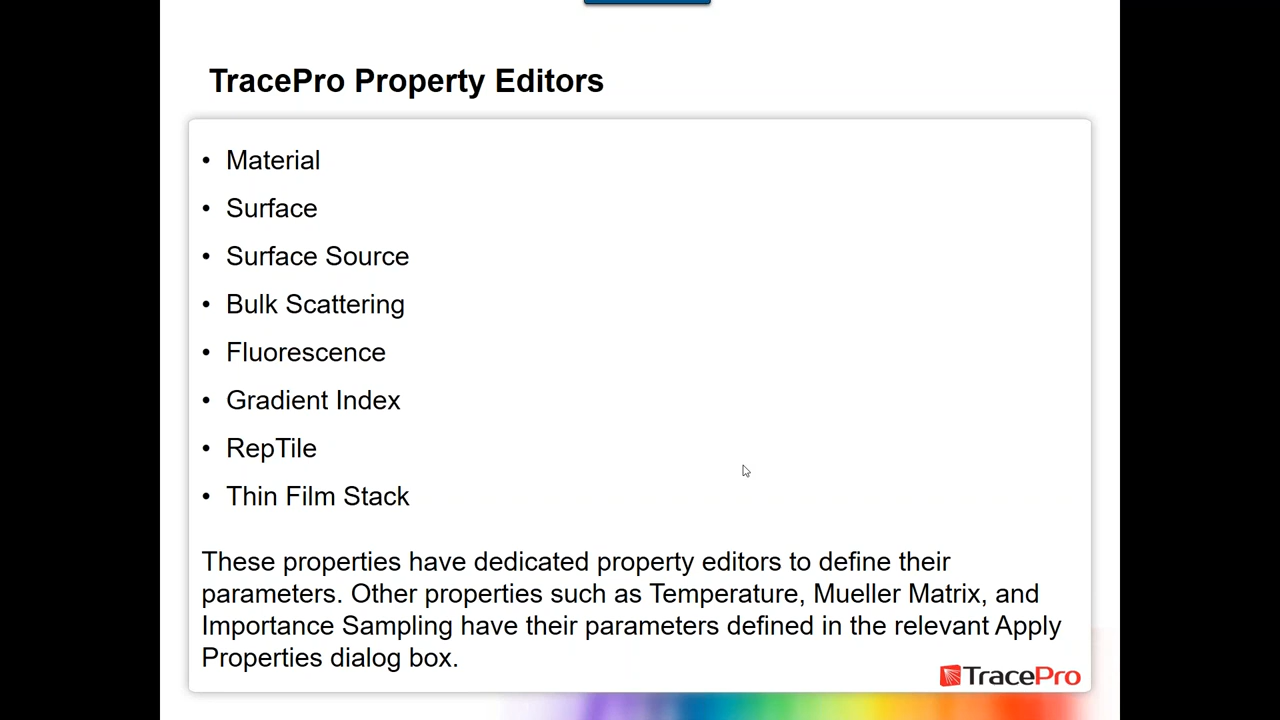 TracePro Property Editors
• Material
• Surface
• Surface Source
• Bulk Scattering
• Fluorescence
• Gradient Index
• RepTile
• Thin Film Stack
These properties have dedicated property editors to define their
parameters. Other properties such as Temperature, Mueller Matrix, and
Importance Sampling have their parameters defined in the relevant Apply
Properties dialog box.
TracePro